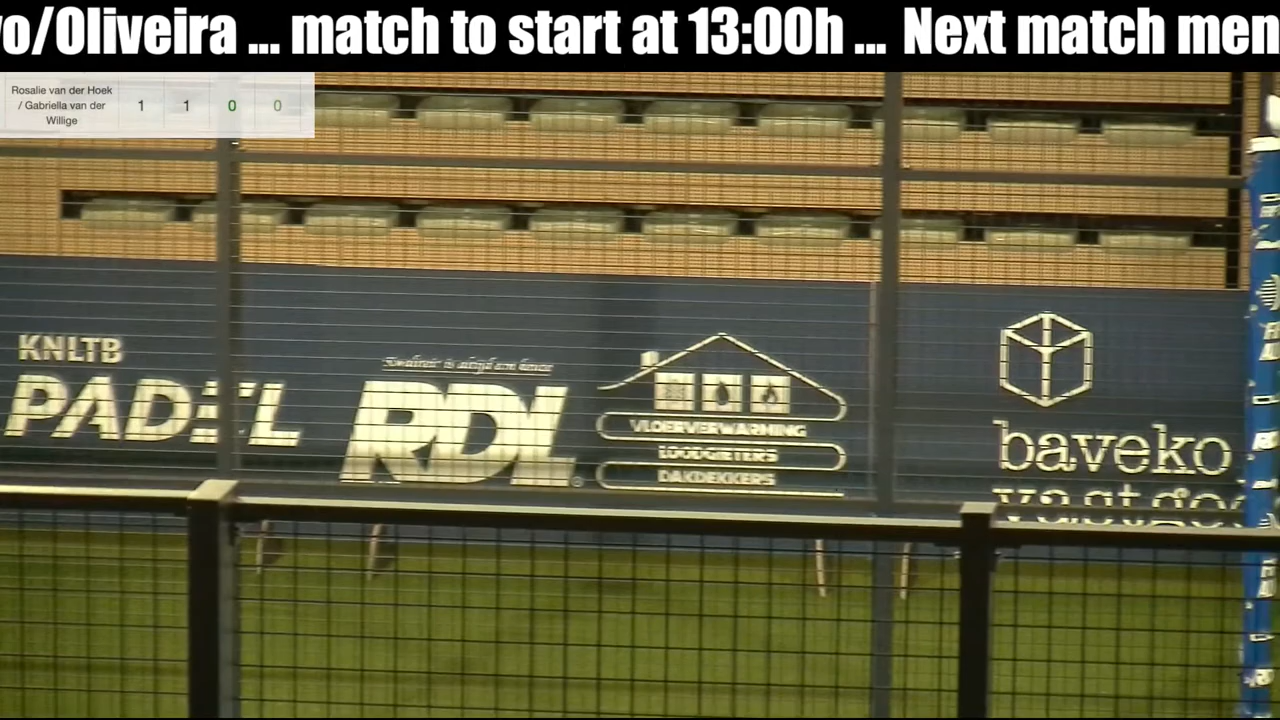 vo/Oliveira ... match to start at 13:00h ... Next match men
Rosalie van der Hoek
/ Gabriella van der
Willige
1 1 0 0
KNLTB
PADEL
RDL
VLOERVERWARMING
LOODGIETERS
DAKDEKKERS
baveko